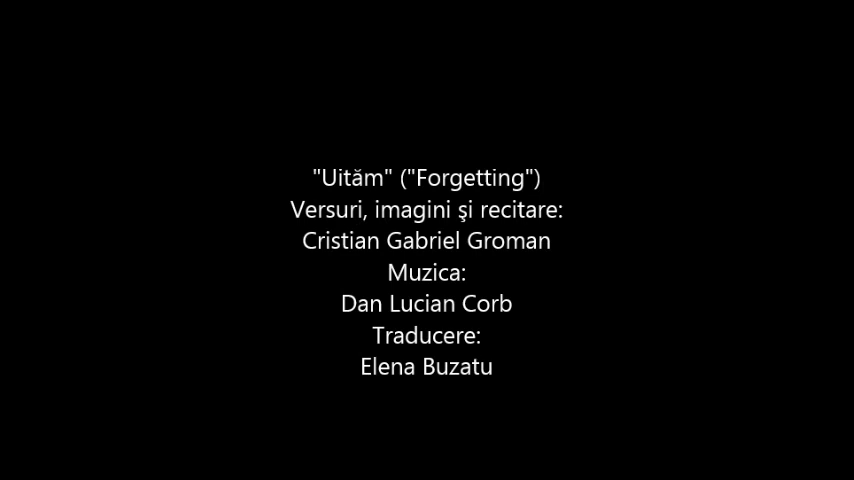 "Uităm" ("Forgetting")
Versuri, imagini şi recitare:
Cristian Gabriel Groman
Muzica:
Dan Lucian Corb
Traducere:
Elena Buzatu